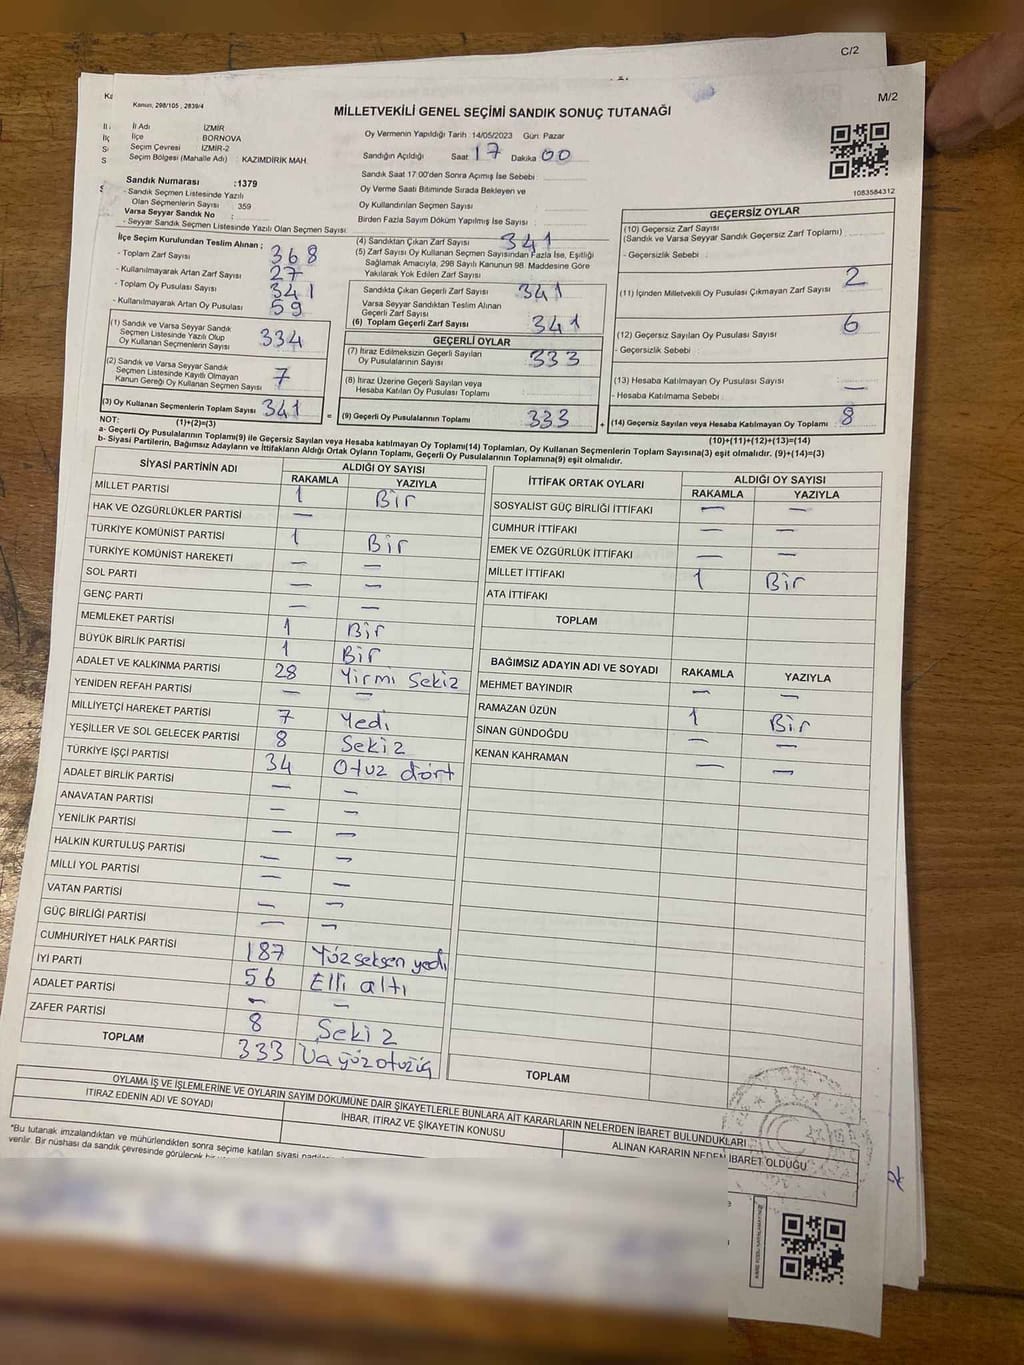 C/2
M/2
Kanun, 298/105 , 2839/4
MİLLETVEKİLİ GENEL SEÇİMİ SANDIK SONUÇ TUTANAĞI
İl Adı İZMİR
İlçe BORNOVA
Seçim Çevresi İZMİR-2
Seçim Bölgesi (Mahalle Adı) KAZIMDİRİK MAH.
Oy Vermenin Yapıldığı Tarih 14/05/2023 Gün: Pazar
Sandığın Açıldığı Saat 17 Dakika 00
Sandık Saat 17:00'den Sonra Açımış İse Sebebi
Oy Verme Saati Bitiminde Sırada Bekleyen ve
Oy Kullandırılan Seçmen Sayısı
Birden Fazla Sayım Döküm Yapılmış İse Sayısı
1083584312
Sandık Numarası :1379
- Sandık Seçmen Listesinde Yazılı
Olan Seçmenlerin Sayısı : 359
Varsa Seyyar Sandık No :
- Seyyar Sandık Seçmen Listesinde Yazılı Olan Seçmen Sayısı
İlçe Seçim Kurulundan Teslim Alınan ;
- Toplam Zarf Sayısı 368
- Kullanılmayarak Artan Zarf Sayısı 27
- Toplam Oy Pusulası Sayısı 341
- Kullanılmayarak Artan Oy Pusulası 59
(1) Sandık ve Varsa Seyyar Sandık
Seçmen Listesinde Yazılı Olup
Oy Kullanan Seçmenlerin Sayısı 334
(2) Sandık ve Varsa Seyyar Sandık
Seçmen Listesinde Kayıtlı Olmayan
Kanun Gereği Oy Kullanan Seçmen Sayısı 7
(3) Oy Kullanan Seçmenlerin Toplam Sayısı 341
(1)+(2)=(3)
(4) Sandıktan Çıkan Zarf Sayısı 341
(5) Zarf Sayısı Oy Kullanan Seçmen Sayısından Fazla İse, Eşitliği
Sağlamak Amacıyla, 298 Sayılı Kanunun 98. Maddesine Göre
Yakılarak Yok Edilen Zarf Sayısı
Sandıkta Çıkan Geçerli Zarf Sayısı 341
Varsa Seyyar Sandıktan Teslim Alınan
Geçerli Zarf Sayısı
(6) Toplam Geçerli Zarf Sayısı 341
GEÇERLİ OYLAR
(7) İtiraz Edilmeksizin Geçerli Sayılan
Oy Pusulalarının Sayısı 333
(8) İtiraz Üzerine Geçerli Sayılan veya
Hesaba Katılan Oy Pusulası Toplamı
= (9) Geçerli Oy Pusulalarının Toplamı 333 +
GEÇERSİZ OYLAR
(10) Geçersiz Zarf Sayısı
(Sandık ve Varsa Seyyar Sandık Geçersiz Zarf Toplamı)
- Geçersizlik Sebebi :
(11) İçinden Milletvekili Oy Pusulası Çıkmayan Zarf Sayısı 2
(12) Geçersiz Sayılan Oy Pusulası Sayısı 6
- Geçersizlik Sebebi :
(13) Hesaba Katılmayan Oy Pusulası Sayısı
- Hesaba Katılmama Sebebi : —
(14) Geçersiz Sayılan veya Hesaba Katılmayan Oy Toplamı 8
(10)+(11)+(12)+(13)=(14)
NOT:
a- Geçerli Oy Pusulalarının Toplamı(9) ile Geçersiz Sayılan veya Hesaba katılmayan Oy Toplamı(14) Toplamları, Oy Kullanan Seçmenlerin Toplam Sayısına(3) eşit olmalıdır. (9)+(14)=(3)
b- Siyasi Partilerin, Bağımsız Adayların ve İttifakların Aldığı Ortak Oyların Toplamı, Geçerli Oy Pusulalarının Toplamına(9) eşit olmalıdır.
SİYASİ PARTİNİN ADI ALDIĞI OY SAYISI
RAKAMLA YAZIYLA
MİLLET PARTİSİ 1 Bir
HAK VE ÖZGÜRLÜKLER PARTİSİ —
TÜRKİYE KOMÜNİST PARTİSİ 1 Bir
TÜRKİYE KOMÜNİST HAREKETİ — —
SOL PARTİ — —
GENÇ PARTİ — —
MEMLEKET PARTİSİ 1 Bir
BÜYÜK BİRLİK PARTİSİ 1 Bir
ADALET VE KALKINMA PARTİSİ 28 Yirmi Sekiz
YENİDEN REFAH PARTİSİ — —
MİLLİYETÇİ HAREKET PARTİSİ 7 Yedi
YEŞİLLER VE SOL GELECEK PARTİSİ 8 Sekiz
TÜRKİYE İŞÇİ PARTİSİ 34 Otuz dört
ADALET BİRLİK PARTİSİ — —
ANAVATAN PARTİSİ — —
YENİLİK PARTİSİ — —
HALKIN KURTULUŞ PARTİSİ — —
MİLLİ YOL PARTİSİ — —
VATAN PARTİSİ — —
GÜÇ BİRLİĞİ PARTİSİ — —
CUMHURİYET HALK PARTİSİ 187 Yüz seksen yedi
İYİ PARTİ 56 Elli altı
ADALET PARTİSİ — —
ZAFER PARTİSİ 8 Sekiz
TOPLAM 333
İTTİFAK ORTAK OYLARI ALDIĞI OY SAYISI
RAKAMLA YAZIYLA
SOSYALİST GÜÇ BİRLİĞİ İTTİFAKI — —
CUMHUR İTTİFAKI — —
EMEK VE ÖZGÜRLÜK İTTİFAKI — —
MİLLET İTTİFAKI 1 Bir
ATA İTTİFAKI
TOPLAM
BAĞIMSIZ ADAYIN ADI VE SOYADI RAKAMLA YAZIYLA
MEHMET BAYINDIR — —
RAMAZAN ÜZÜN 1 Bir
SİNAN GÜNDOĞDU — —
KENAN KAHRAMAN — —
TOPLAM
OYLAMA İŞ VE İŞLEMLERİNE VE OYLARIN SAYIM DÖKÜMÜNE DAİR ŞİKAYETLERLE BUNLARA AİT KARARLARIN NELERDEN İBARET BULUNDUKLARI
İTİRAZ EDENİN ADI VE SOYADI İHBAR, İTİRAZ VE ŞİKAYETİN KONUSU ALINAN KARARIN NEDEN İBARET OLDUĞU
"Bu tutanak imzalandıktan ve mühürlendikten sonra seçime katılan siyasi
verilir. Bir nüshası da sandık çevresinde görülecek